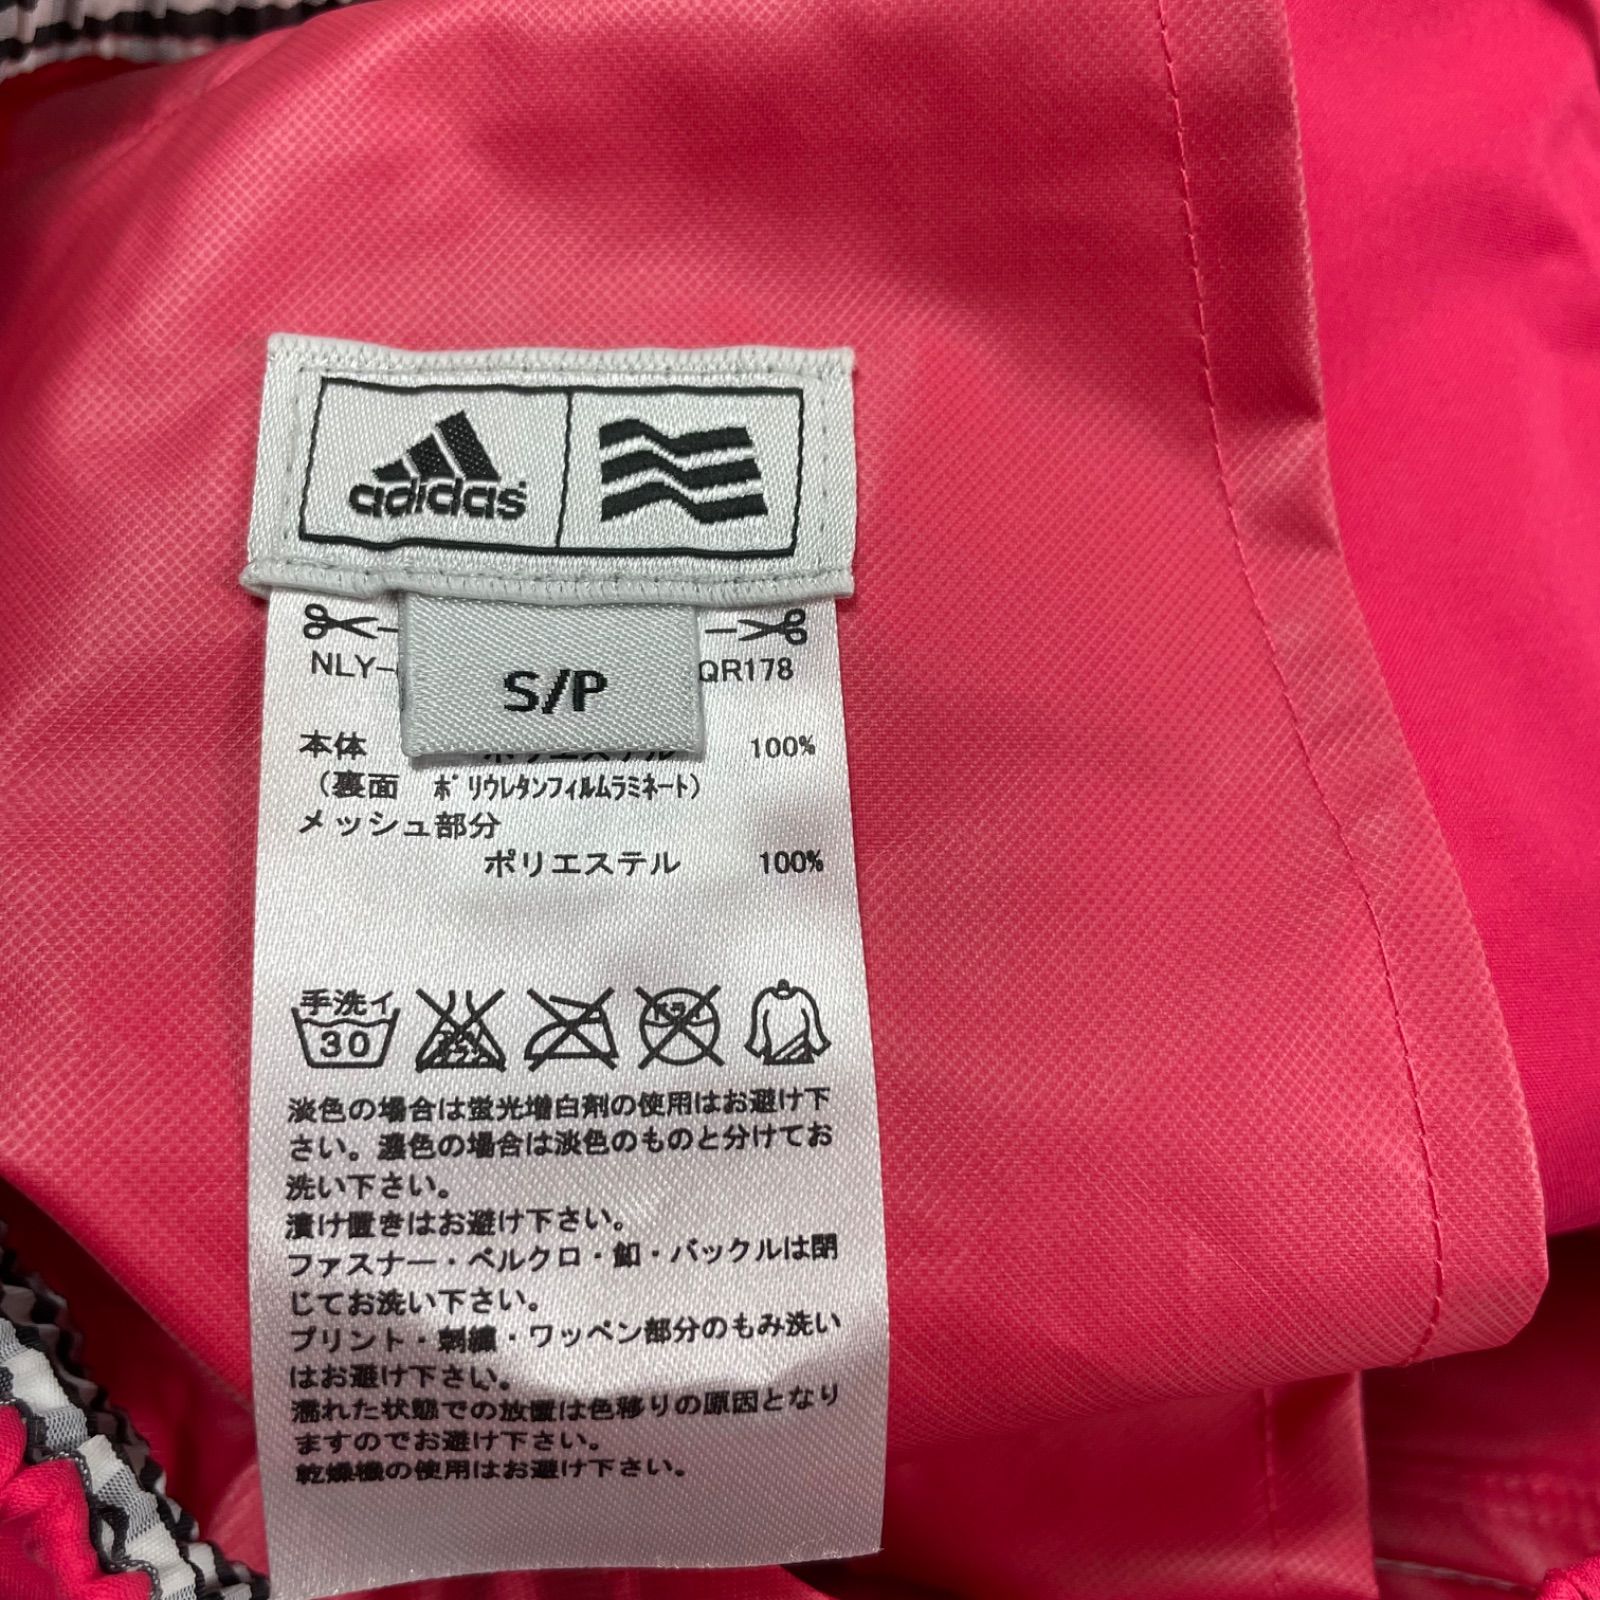 adidas
NLY-
QR178
S/P
本体 ポリエステル 100%
(裏面 ポリウレタンフィルムラミネート)
メッシュ部分
ポリエステル 100%
手洗イ
30
ドライ
淡色の場合は蛍光増白剤の使用はお避け下
さい。濃色の場合は淡色のものと分けてお
洗い下さい。
漬け置きはお避け下さい。
ファスナー・ベルクロ・釦・バックルは閉
じてお洗い下さい。
プリント・刺繍・ワッペン部分のもみ洗い
はお避け下さい。
濡れた状態での放置は色移りの原因となり
ますのでお避け下さい。
乾燥機の使用はお避け下さい。